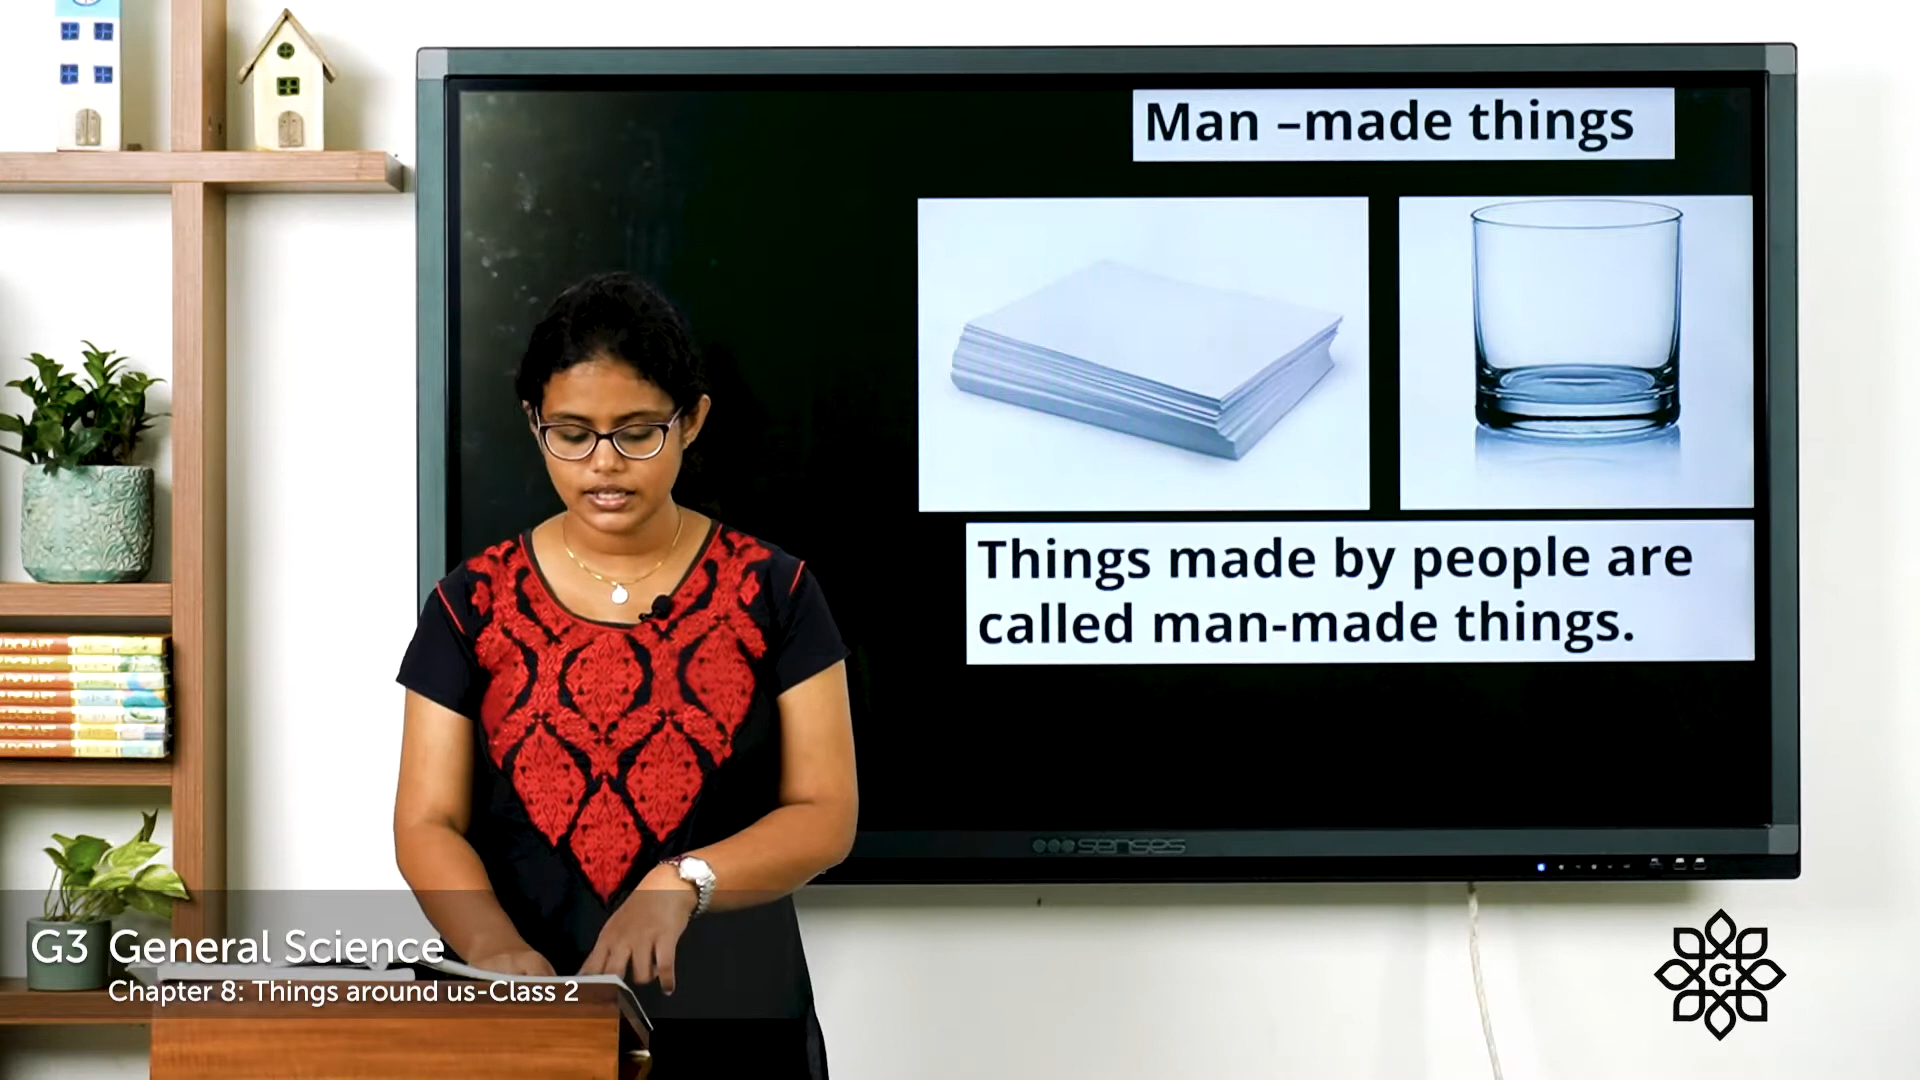 Man –made things
Things made by people are
called man-made things.
senses
G3 General Science
Chapter 8: Things around us-Class 2
G